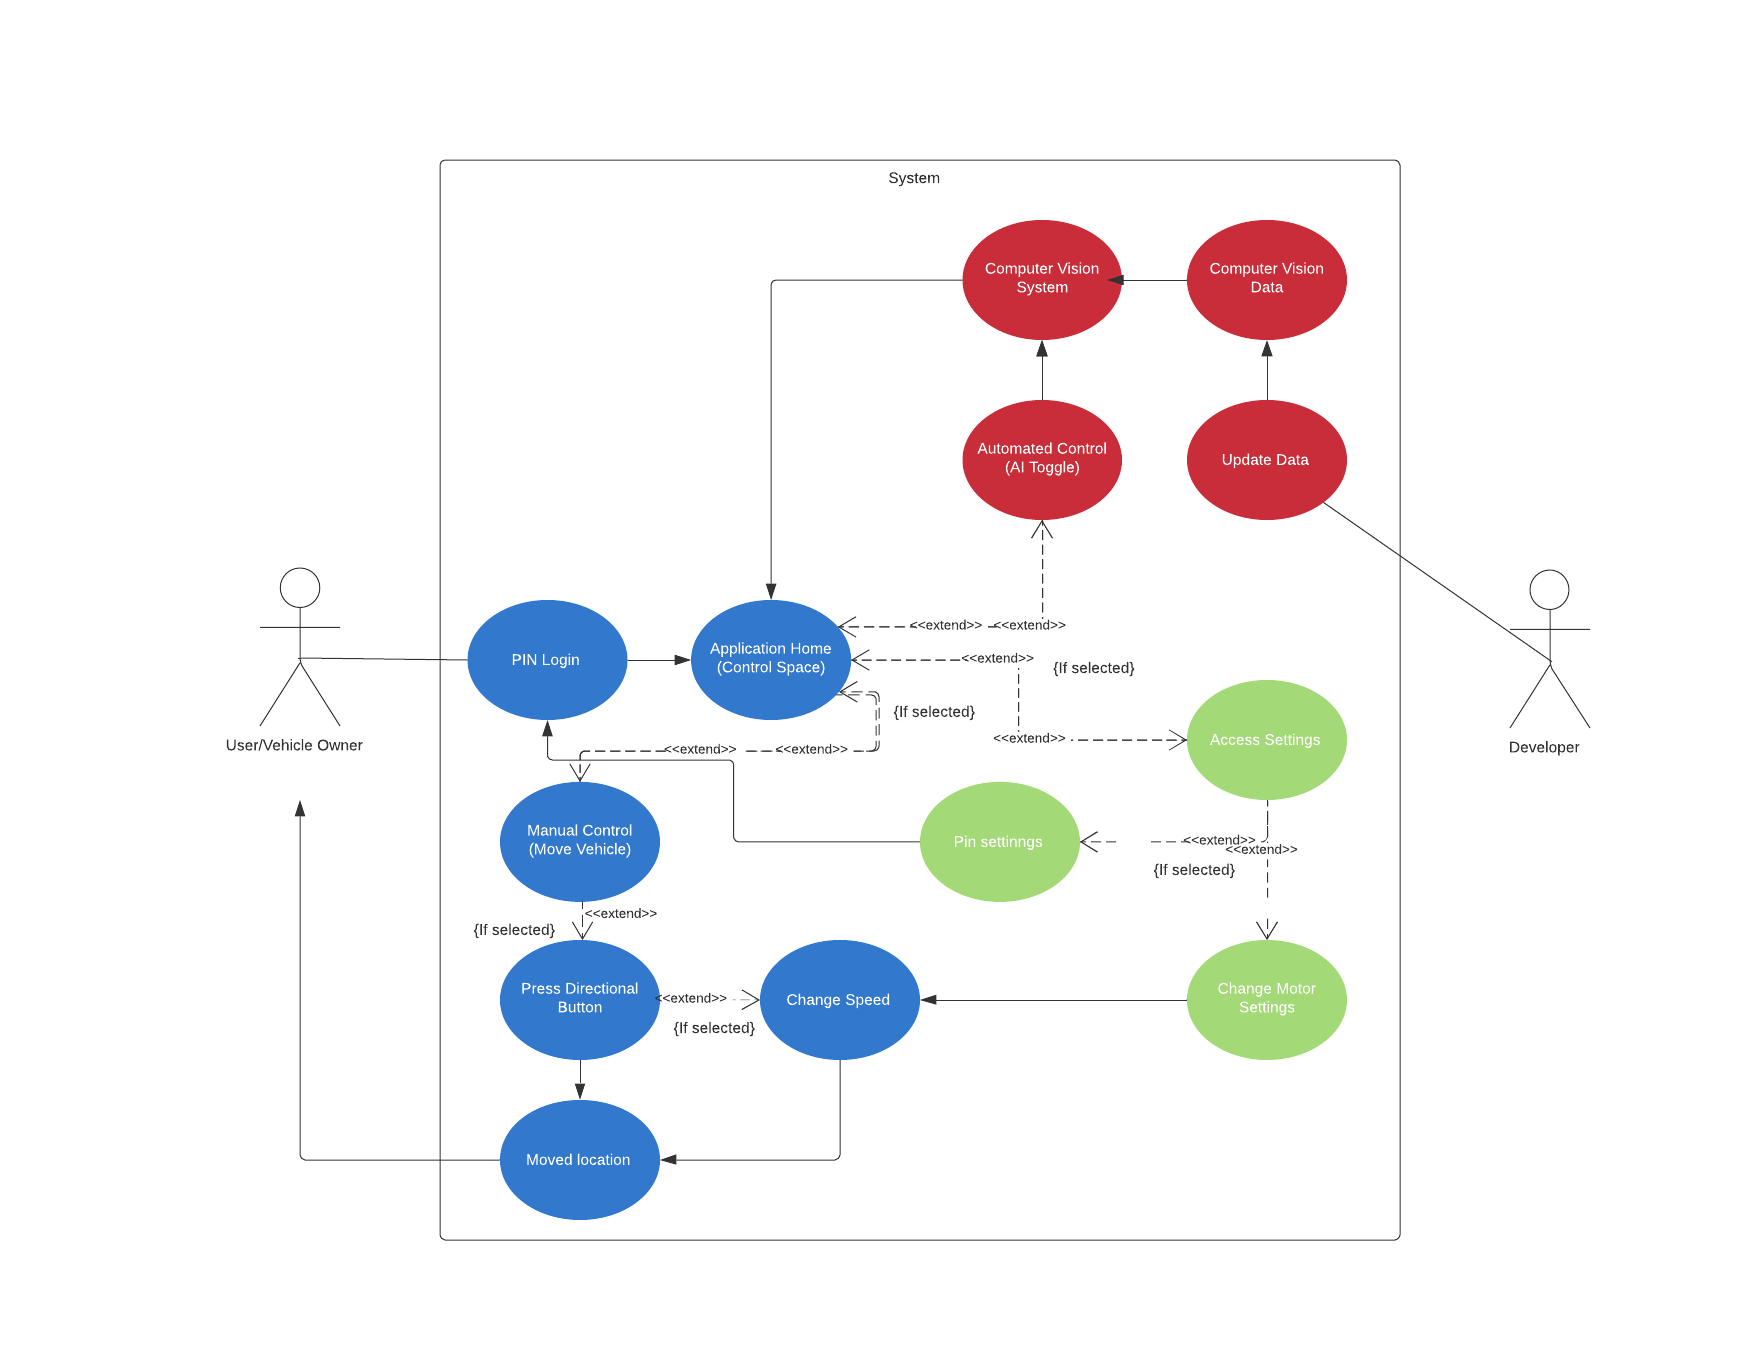 System
Computer Vision
System
Computer Vision
Data
Automated Control
(AI Toggle)
Update Data
<<extend>>
<<extend>>
PIN Login
Application Home
(Control Space)
<<extend>>
{If selected}
{If selected}
User/Vehicle Owner
<<extend>>
<<extend>>
<<extend>>
Access Settings
Developer
Manual Control
(Move Vehicle)
Pin settinngs
<<extend>>
<<extend>>
{If selected}
<<extend>>
{If selected}
Press Directional
Button
<<extend>>
{If selected}
Change Speed
Change Motor
Settings
Moved location